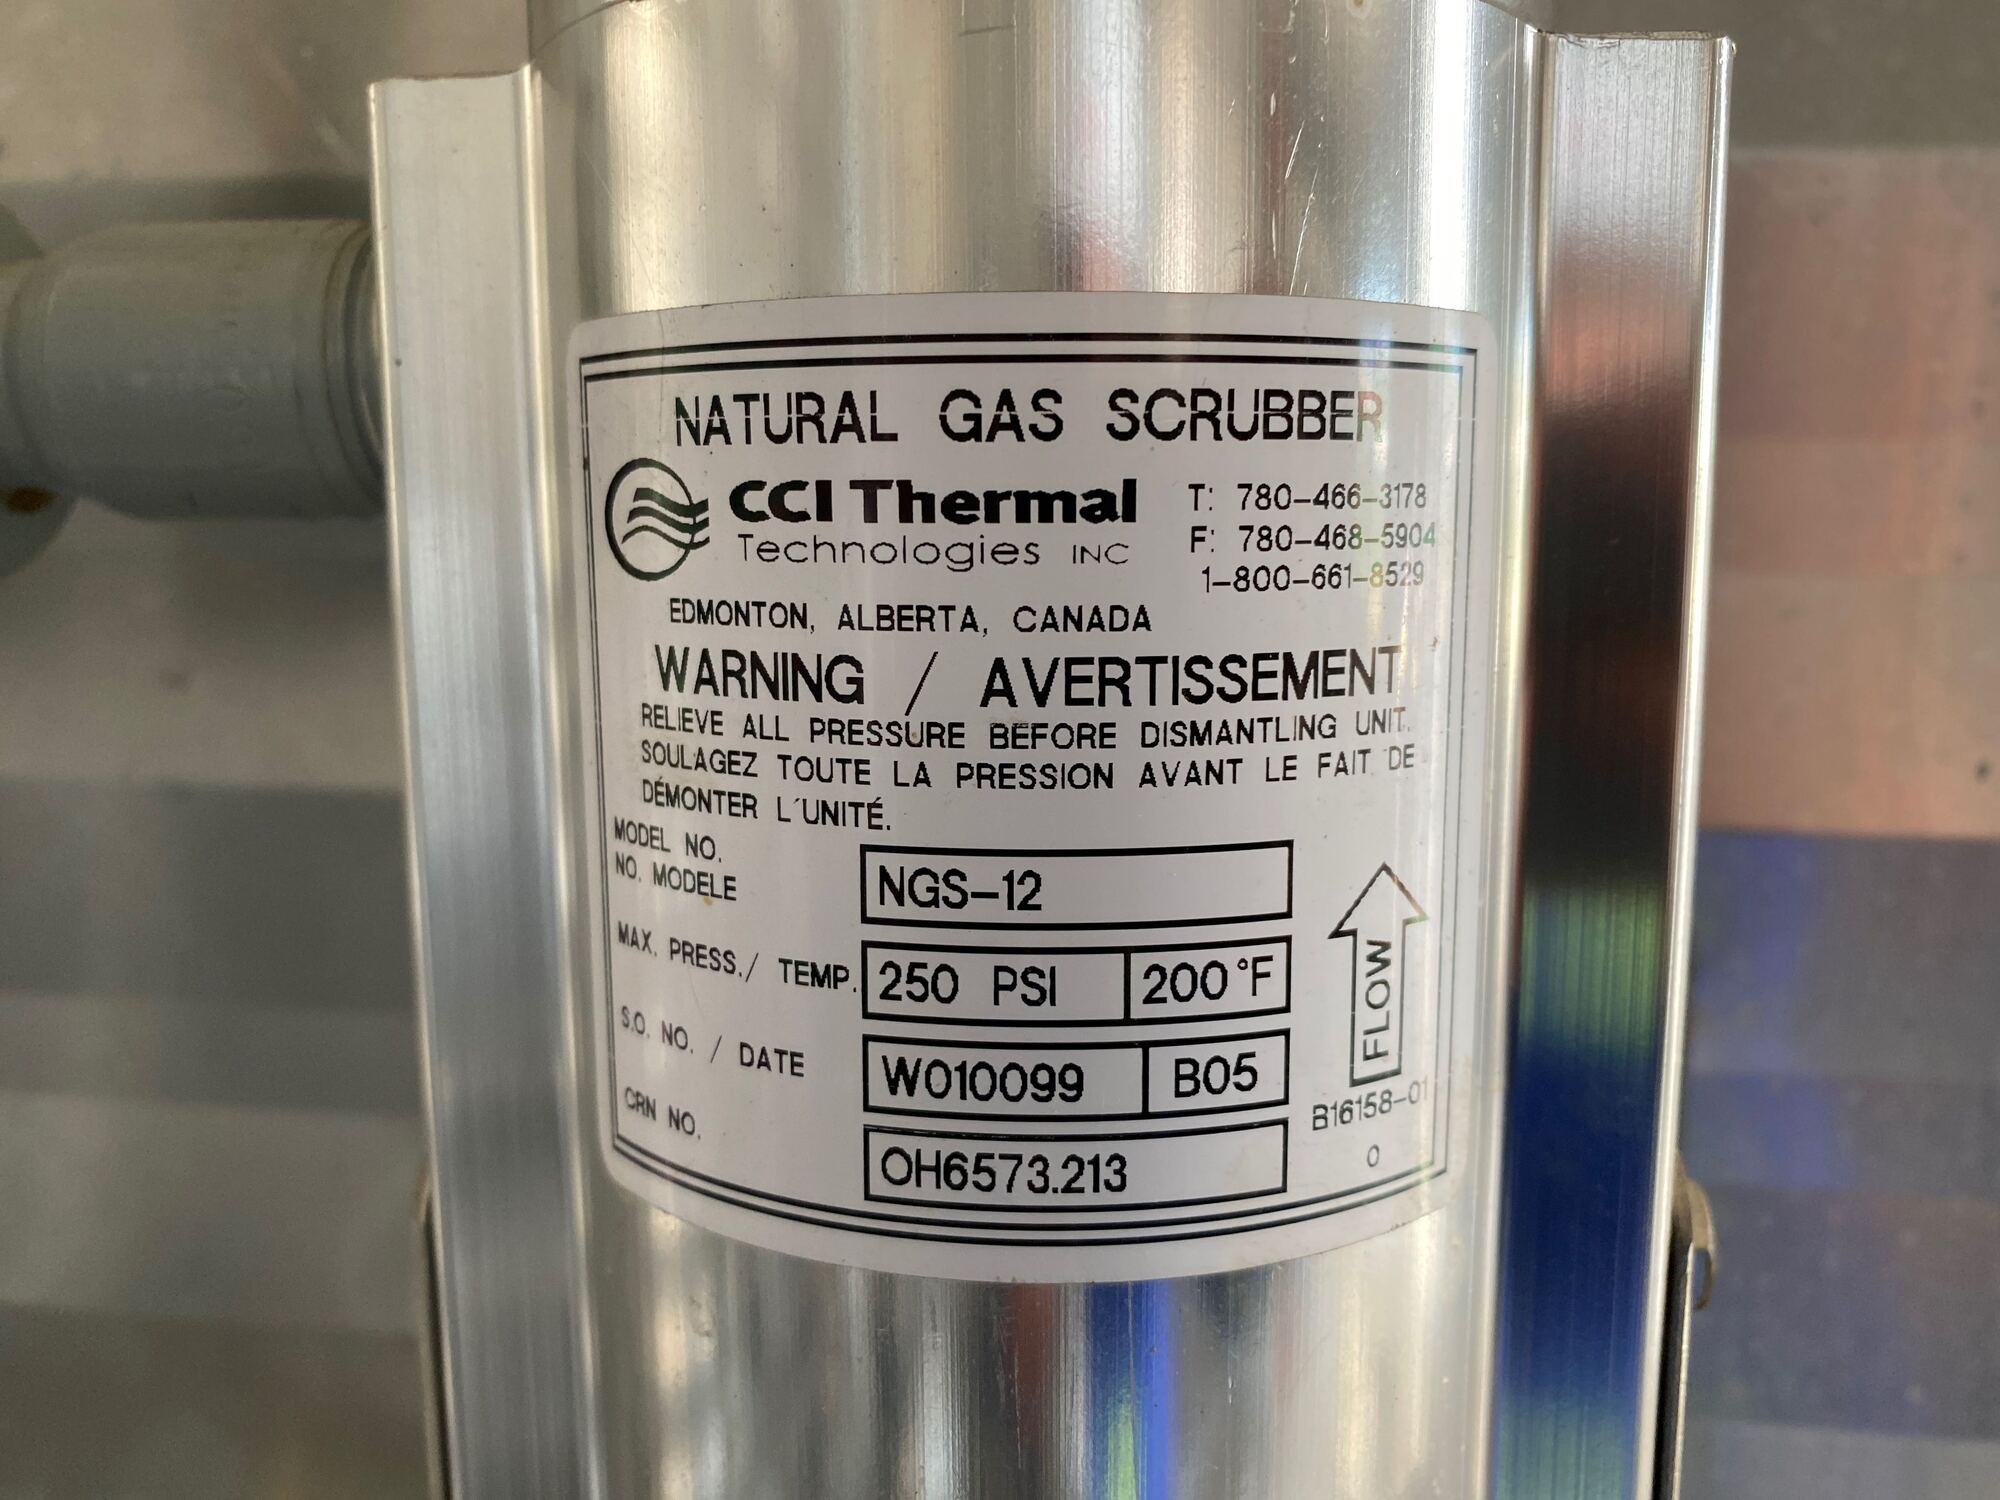 NATURAL GAS SCRUBBER
CCI Thermal
Technologies INC
T: 780-466-3178
F: 780-468-5904
1-800-661-8529
EDMONTON, ALBERTA, CANADA
WARNING / AVERTISSEMENT
RELIEVE ALL PRESSURE BEFORE DISMANTLING UNIT.
SOULAGEZ TOUTE LA PRESSION AVANT LE FAIT DE
DÉMONTER L'UNITÉ.
MODEL NO.
NO. MODELE
NGS-12
MAX. PRESS./ TEMP.
250 PSI
200°F
S.O. NO. / DATE
W010099
B05
CRN NO.
OH6573.213
FLOW
B16158-01
0